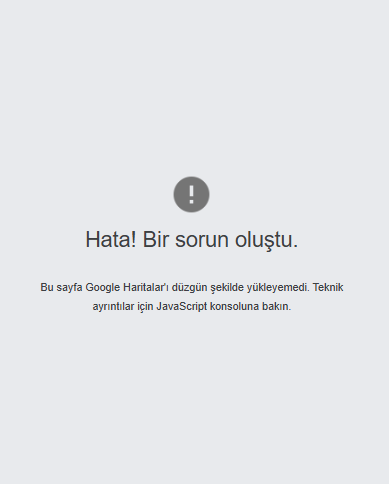 Hata! Bir sorun oluştu.
Bu sayfa Google Haritalar'ı düzgün şekilde yükleyemedi. Teknik
ayrıntılar için JavaScript konsoluna bakın.